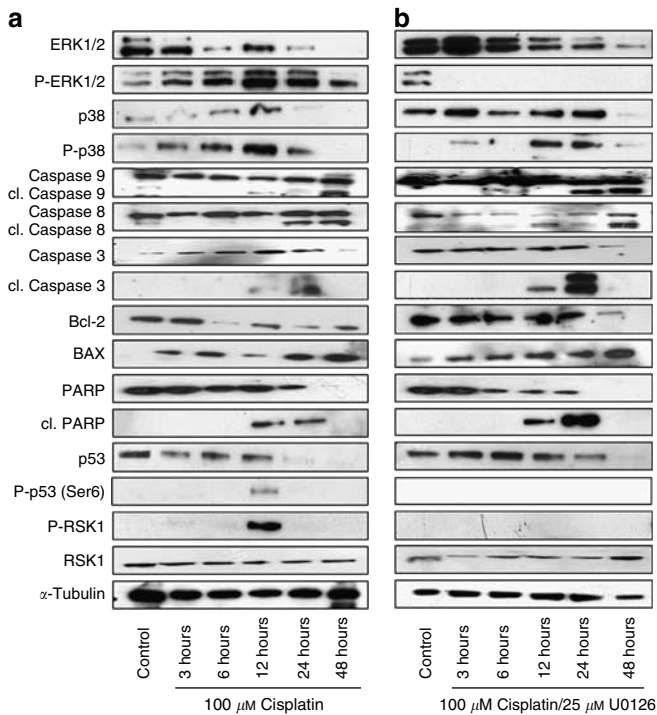 a
b
ERK1/2
P-ERK1/2
p38
P-p38
Caspase 9
cl. Caspase 9
Caspase 8
cl. Caspase 8
Caspase 3
cl. Caspase 3
Bcl-2
BAX
PARP
cl. PARP
p53
P-p53 (Ser6)
P-RSK1
RSK1
α-Tubulin
Control
3 hours
6 hours
12 hours
24 hours
48 hours
100 μM Cisplatin
Control
3 hours
6 hours
12 hours
24 hours
48 hours
100 μM Cisplatin/25 μM U0126